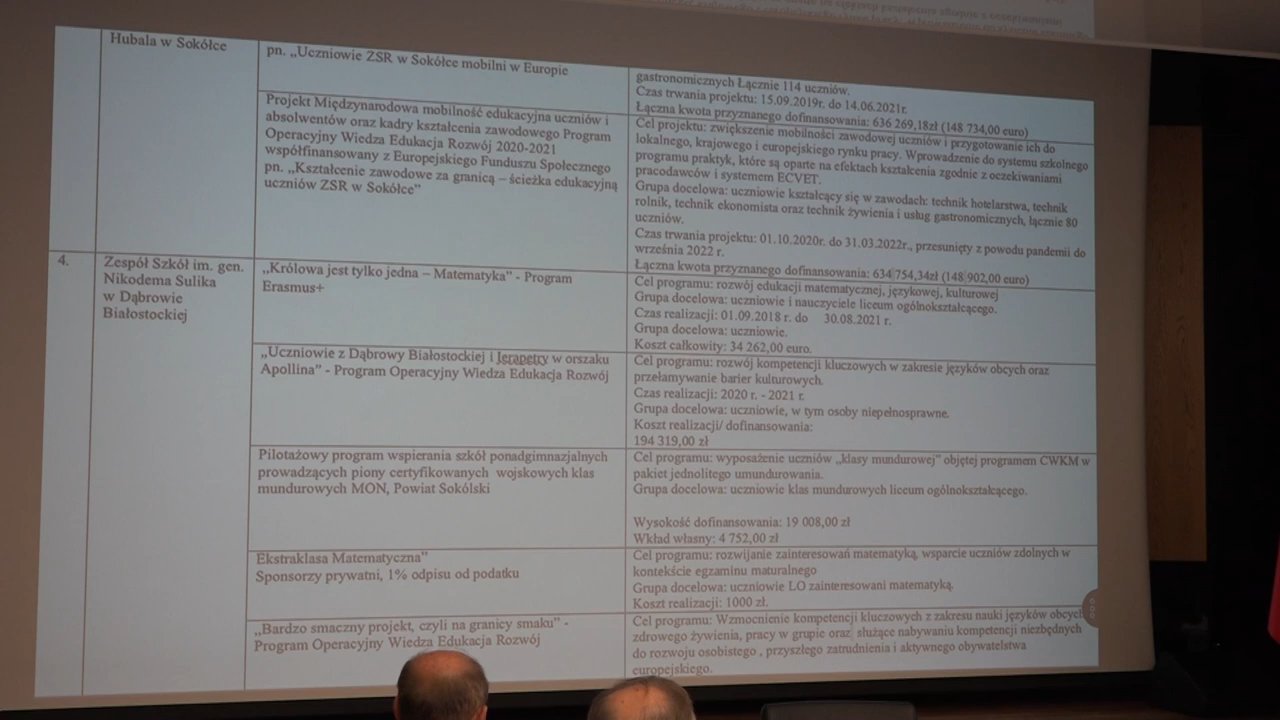 Hubala w Sokółce
pn. „Uczniowie ZSR w Sokółce mobilni w Europie
gastronomicznych Łącznie 114 uczniów.
Czas trwania projektu: 15.09.2019r. do 14.06.2021r.
Łączna kwota przyznanego dofinansowania: 636 269,18zł (148 734,00 euro)
Projekt Międzynarodowa mobilność edukacyjna uczniów i
absolwentów oraz kadry kształcenia zawodowego Program
Operacyjny Wiedza Edukacja Rozwój 2020-2021
współfinansowany z Europejskiego Funduszu Społecznego
pn. „Kształcenie zawodowe za granicą – ścieżka edukacyjną
uczniów ZSR w Sokółce”
Cel projektu: zwiększenie mobilności zawodowej uczniów i przygotowanie ich do
lokalnego, krajowego i europejskiego rynku pracy. Wprowadzenie do systemu szkolnego
programu praktyk, które są oparte na efektach kształcenia zgodnie z oczekiwaniami
pracodawców i systemem ECVET.
Grupa docelowa: uczniowie kształcący się w zawodach: technik hotelarstwa, technik
rolnik, technik ekonomista oraz technik żywienia i usług gastronomicznych, łącznie 80
uczniów.
Czas trwania projektu: 01.10.2020r. do 31.03.2022r., przesunięty z powodu pandemii do
września 2022 r.
Łączna kwota przyznanego dofinansowania: 634 754,34zł (148 902,00 euro)
4.
Zespół Szkół im. gen.
Nikodema Sulika
w Dąbrowie
Białostockiej
„Królowa jest tylko jedna – Matematyka” - Program
Erasmus+
Cel programu: rozwój edukacji matematycznej, językowej, kulturowej
Grupa docelowa: uczniowie i nauczyciele liceum ogólnokształcącego.
Czas realizacji: 01.09.2018 r. do 30.08.2021 r.
Grupa docelowa: uczniowie.
Koszt całkowity: 34 262,00 euro.
„Uczniowie z Dąbrowy Białostockiej i Jerapetry w orszaku
Apollina” - Program Operacyjny Wiedza Edukacja Rozwój
Cel programu: rozwój kompetencji kluczowych w zakresie języków obcych oraz
przełamywanie barier kulturowych.
Czas realizacji: 2020 r. - 2021 r.
Grupa docelowa: uczniowie, w tym osoby niepełnosprawne.
Koszt realizacji/ dofinansowania:
194 319,00 zł
Pilotażowy program wspierania szkół ponadgimnazjalnych
prowadzących piony certyfikowanych wojskowych klas
mundurowych MON, Powiat Sokólski
Cel programu: wyposażenie uczniów „klasy mundurowej” objętej programem CWKM w
pakiet jednolitego umundurowania.
Grupa docelowa: uczniowie klas mundurowych liceum ogólnokształcącego.
Wysokość dofinansowania: 19 008,00 zł
Wkład własny: 4 752,00 zł
Ekstraklasa Matematyczna”
Sponsorzy prywatni, 1% odpisu od podatku
Cel programu: rozwijanie zainteresowań matematyką, wsparcie uczniów zdolnych w
kontekście egzaminu maturalnego
Grupa docelowa: uczniowie LO zainteresowani matematyką.
Koszt realizacji: 1000 zł.
„Bardzo smaczny projekt, czyli na granicy smaku” -
Program Operacyjny Wiedza Edukacja Rozwój
Cel programu: Wzmocnienie kompetencji kluczowych z zakresu nauki języków obcych
zdrowego żywienia, pracy w grupie oraz służące nabywaniu kompetencji niezbędnych
do rozwoju osobistego , przyszłego zatrudnienia i aktywnego obywatelstwa
europejskiego.